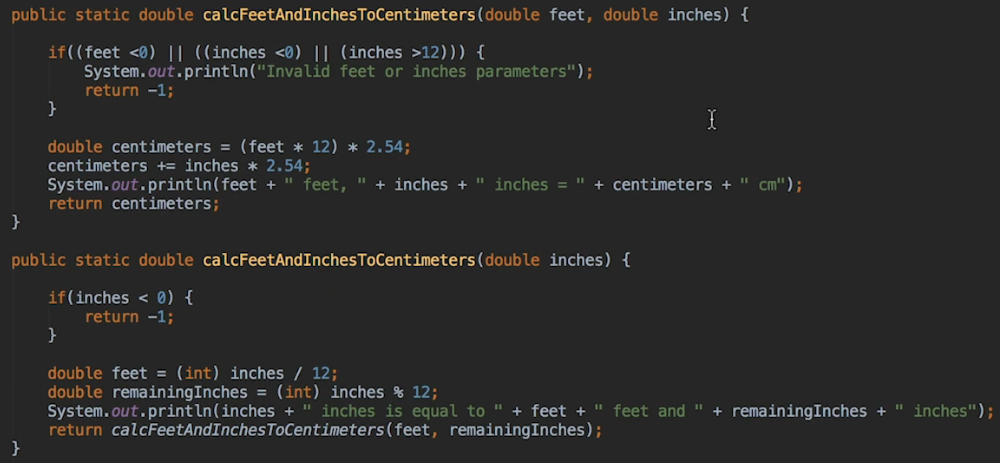 public static double calcFeetAndInchesToCentimeters(double feet, double inches) {
if((feet <0) || ((inches <0) || (inches >12))) {
System.out.println("Invalid feet or inches parameters");
return -1;
}
double centimeters = (feet * 12) * 2.54;
centimeters += inches * 2.54;
System.out.println(feet + " feet, " + inches + " inches = " + centimeters + " cm");
return centimeters;
}
public static double calcFeetAndInchesToCentimeters(double inches) {
if(inches < 0) {
return -1;
}
double feet = (int) inches / 12;
double remainingInches = (int) inches % 12;
System.out.println(inches + " inches is equal to " + feet + " feet and " + remainingInches + " inches");
return calcFeetAndInchesToCentimeters(feet, remainingInches);
}